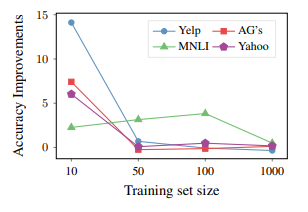 15
10
5
0
Accuracy Improvements
Yelp AG's
MNLI Yahoo
10 50 100 1000
Training set size